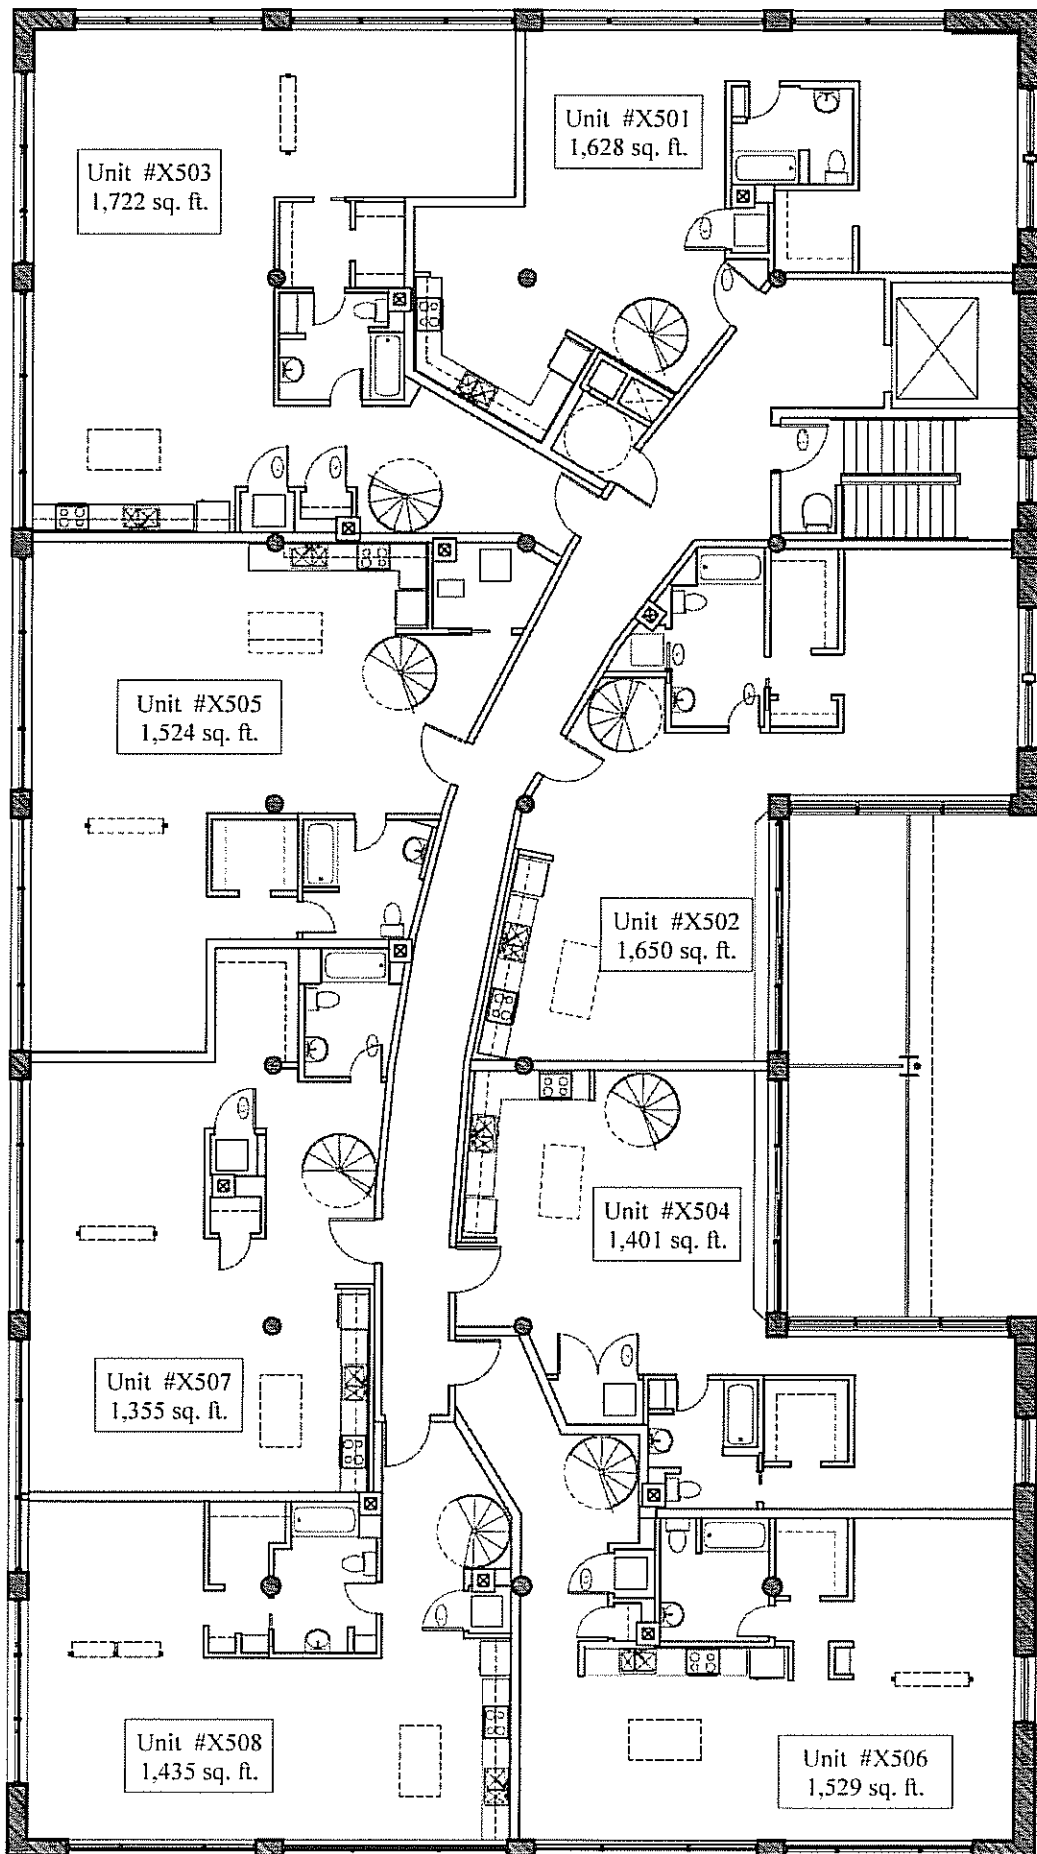 Unit #X501
1,628 sq. ft.
Unit #X503
1,722 sq. ft.
Unit #X505
1,524 sq. ft.
Unit #X502
1,650 sq. ft.
Unit #X504
1,401 sq. ft.
Unit #X507
1,355 sq. ft.
Unit #X508
1,435 sq. ft.
Unit #X506
1,529 sq. ft.